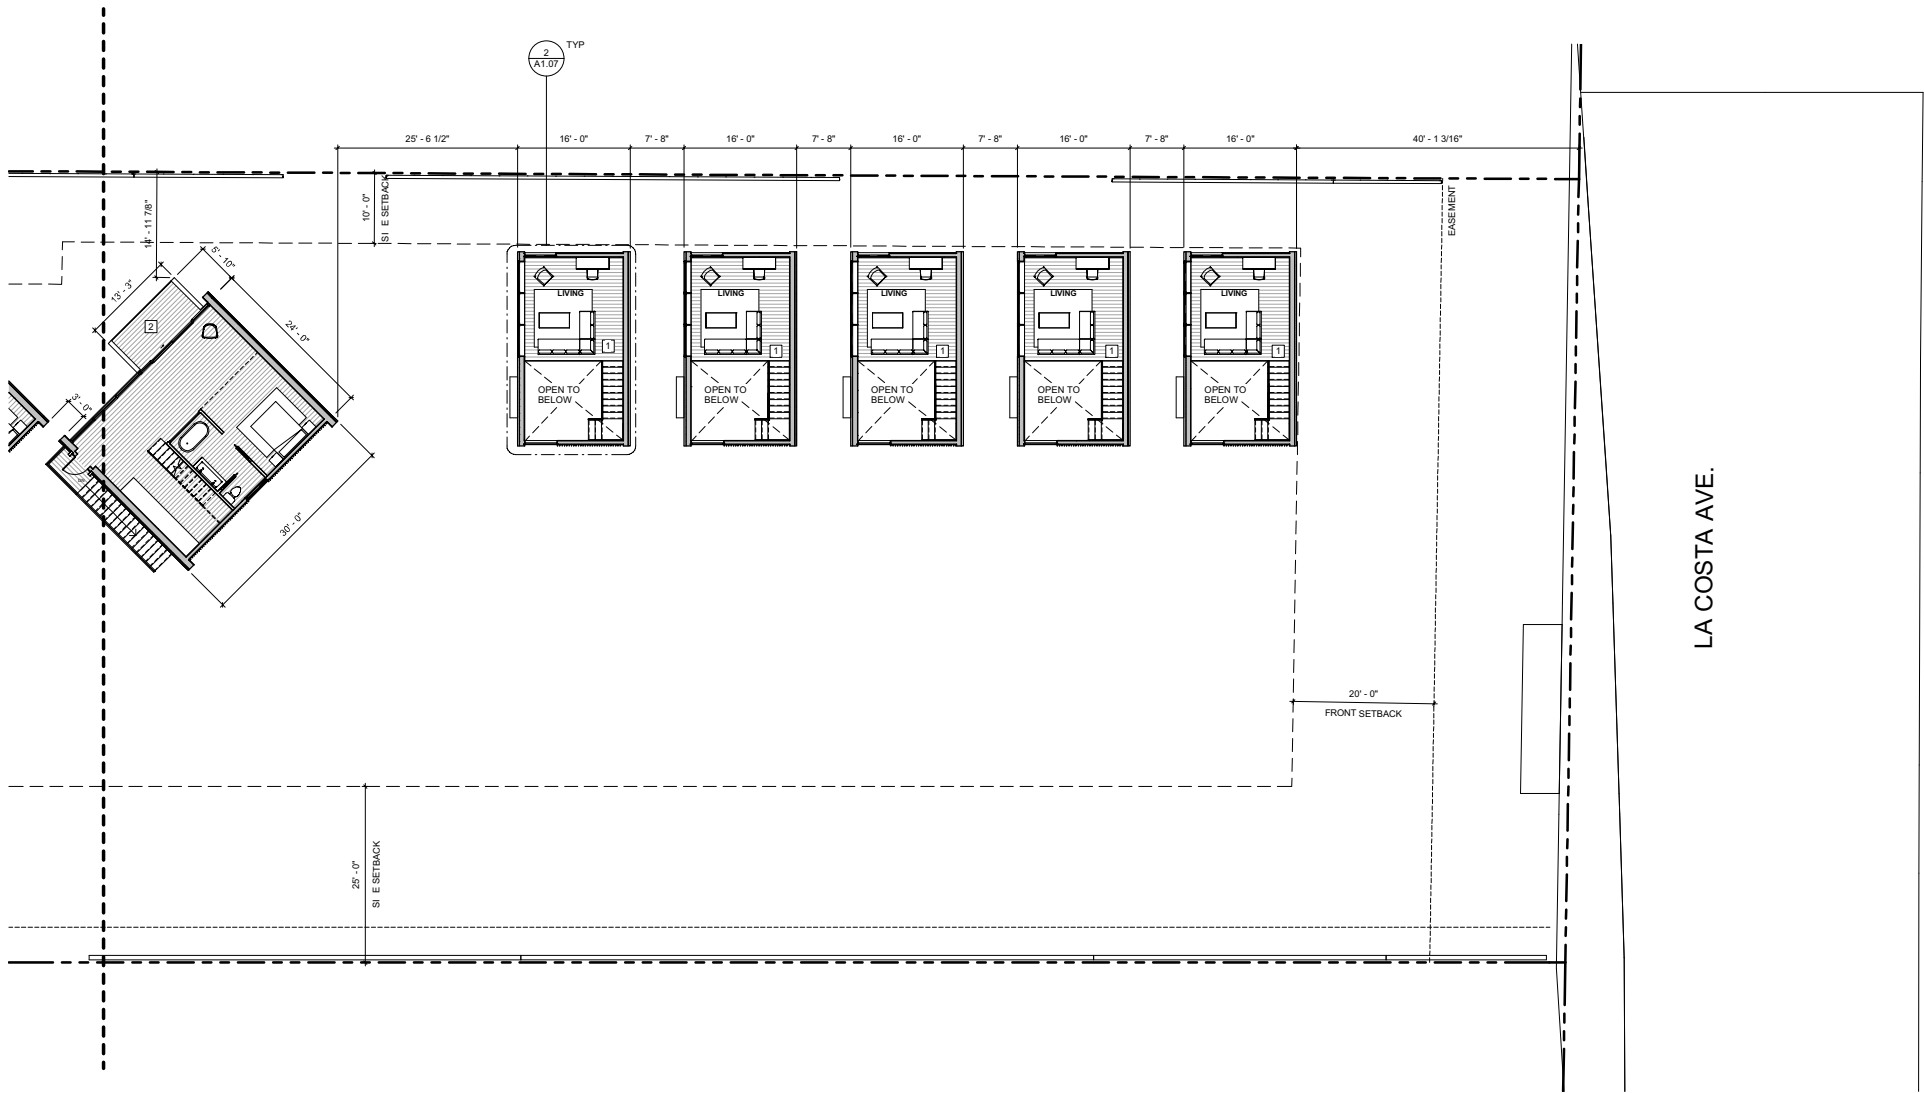 2
A1.07
TYP
25' - 6 1/2"
16' - 0"
7' - 8"
16' - 0"
7' - 8"
16' - 0"
7' - 8"
16' - 0"
7' - 8"
16' - 0"
40' - 1 3/16"
14' - 11 7/8"
10' - 0"
SI E SETBACK
EASEMENT
5' - 10"
13' - 3"
24' - 0"
2
3' - 0"
30' - 0"
LIVING
1
OPEN TO
BELOW
LIVING
1
OPEN TO
BELOW
LIVING
1
OPEN TO
BELOW
LIVING
1
OPEN TO
BELOW
LIVING
1
OPEN TO
BELOW
LA COSTA AVE.
20' - 0"
FRONT SETBACK
25' - 0"
SI E SETBACK